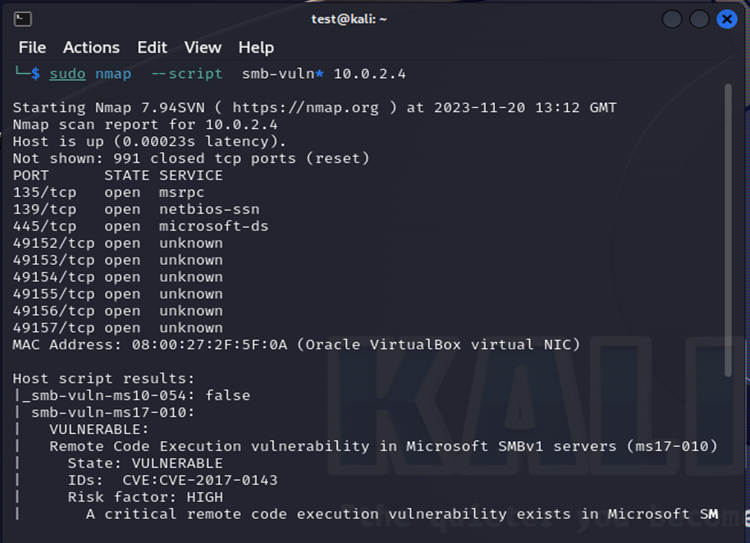 test@kali: ~
File Actions Edit View Help
└─$ sudo nmap --script smb-vuln* 10.0.2.4
Starting Nmap 7.94SVN ( https://nmap.org ) at 2023-11-20 13:12 GMT
Nmap scan report for 10.0.2.4
Host is up (0.00023s latency).
Not shown: 991 closed tcp ports (reset)
PORT STATE SERVICE
135/tcp open msrpc
139/tcp open netbios-ssn
445/tcp open microsoft-ds
49152/tcp open unknown
49153/tcp open unknown
49154/tcp open unknown
49155/tcp open unknown
49156/tcp open unknown
49157/tcp open unknown
MAC Address: 08:00:27:2F:5F:0A (Oracle VirtualBox virtual NIC)
Host script results:
|_smb-vuln-ms10-054: false
| smb-vuln-ms17-010:
|   VULNERABLE:
|   Remote Code Execution vulnerability in Microsoft SMBv1 servers (ms17-010)
|     State: VULNERABLE
|     IDs:  CVE:CVE-2017-0143
|     Risk factor: HIGH
|       A critical remote code execution vulnerability exists in Microsoft SM
KALI
"the quieter you become